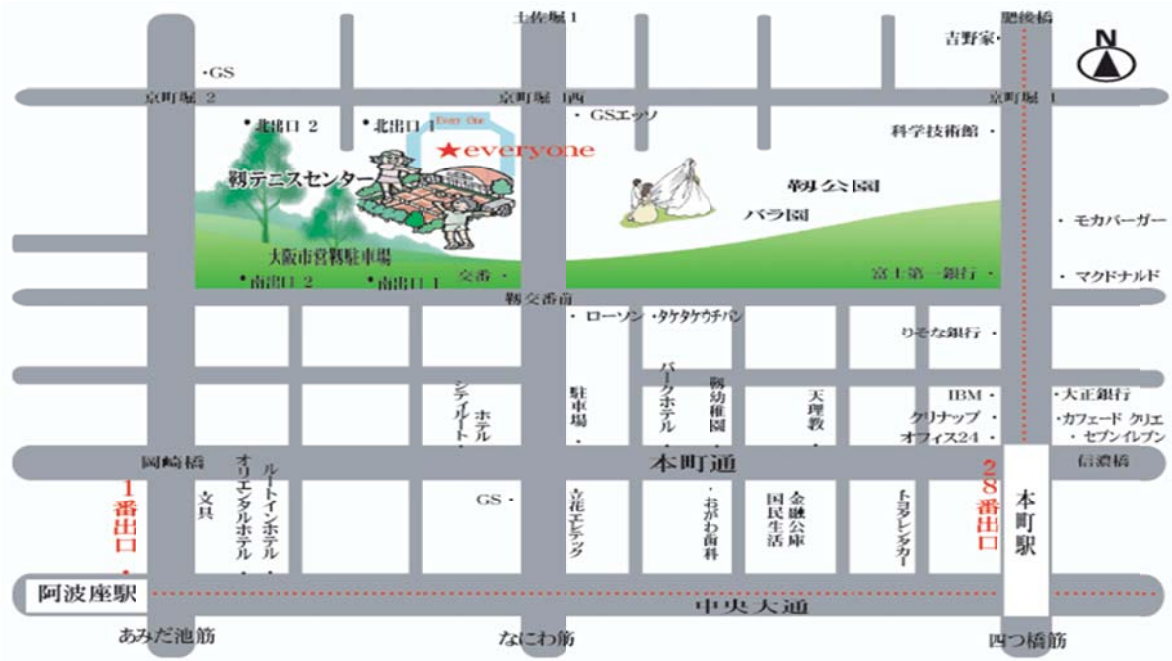 土佐堀 1
肥後橋
吉野家
N
GS
京町堀 2
京町堀 1西
京町堀 1
GSエッソ
北出口 2
北出口 1
Every One
★everyone
科学技術館
靱テニスセンター
靱公園
バラ園
モカバーガー
大阪市営靱駐車場
南出口 2
南出口 1
交番
富士第一銀行
マクドナルド
靱交番前
ローソン
タケタケウチパン
りそな銀行
シティルート
ホテル
駐車場
パークホテル
靱幼稚園
天理教
IBM
大正銀行
クリナップ
カフェード クリエ
オフィス24
セブンイレブン
岡崎橋
本町通
信濃橋
1番出口
文具
オリエンタルホテル
ルートインホテル
GS
立花エレテック
おがわ歯科
国民生活
金融公庫
トヨタレンタカー
28番出口
本町駅
阿波座駅
中央大通
あみだ池筋
なにわ筋
四つ橋筋